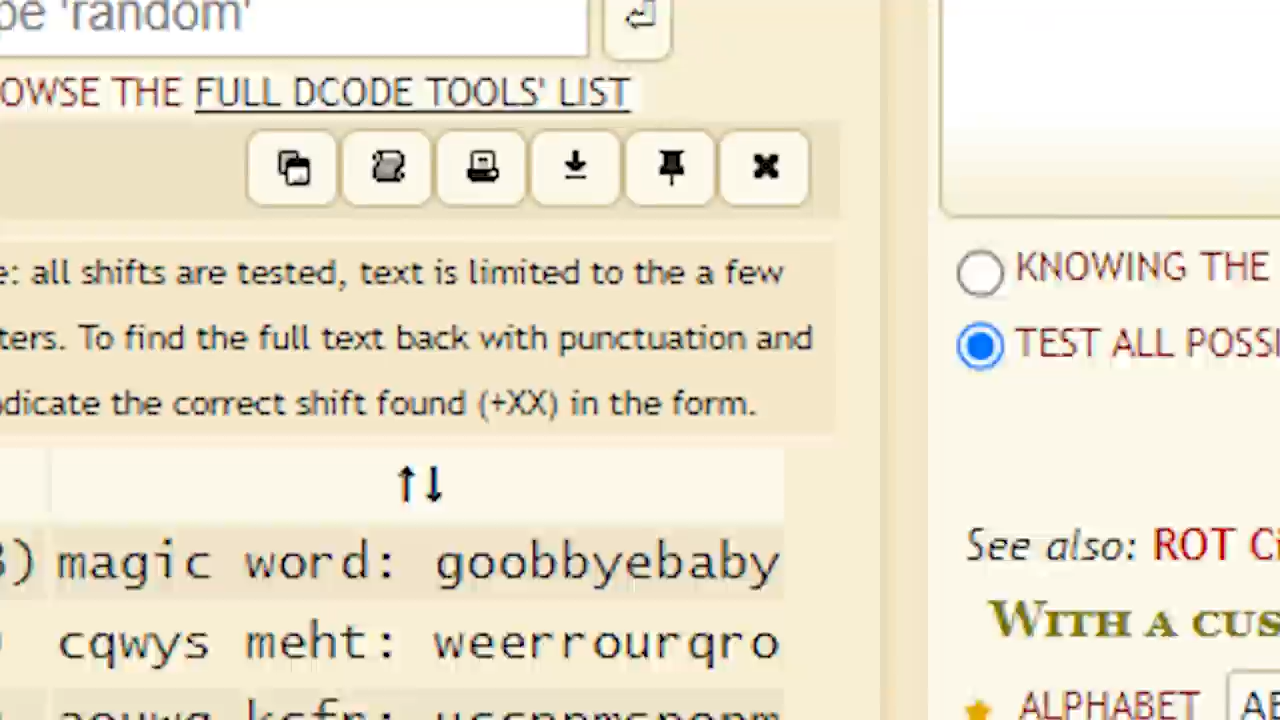 pe 'random'
OWSE THE FULL DCODE TOOLS' LIST
e: all shifts are tested, text is limited to the a few
ters. To find the full text back with punctuation and
ndicate the correct shift found (+XX) in the form.
↑↓
3) magic word: goobbyebaby
cqwys meht: weerrourqro
KNOWING THE
TEST ALL POSSI
See also: ROT Ci
WITH A CUS
ALPHABET AB